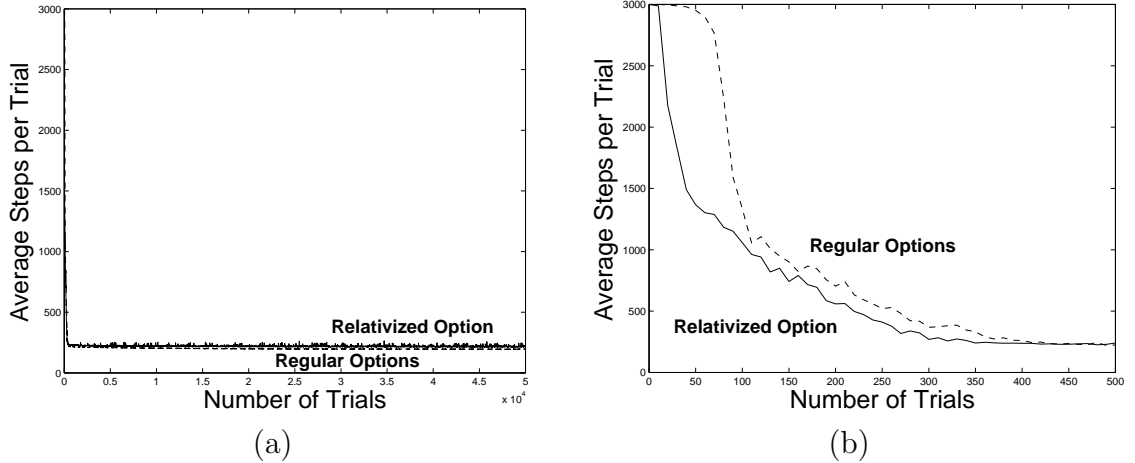 3000
2500
2000
1500
1000
500
0
Average Steps per Trial
Relativized Option
Regular Options
0 0.5 1 1.5 2 2.5 3 3.5 4 4.5 5
x 10^4
Number of Trials
(a)
3000
2500
2000
1500
1000
500
0
Average Steps per Trial
Regular Options
Relativized Option
0 50 100 150 200 250 300 350 400 450 500
Number of Trials
(b)